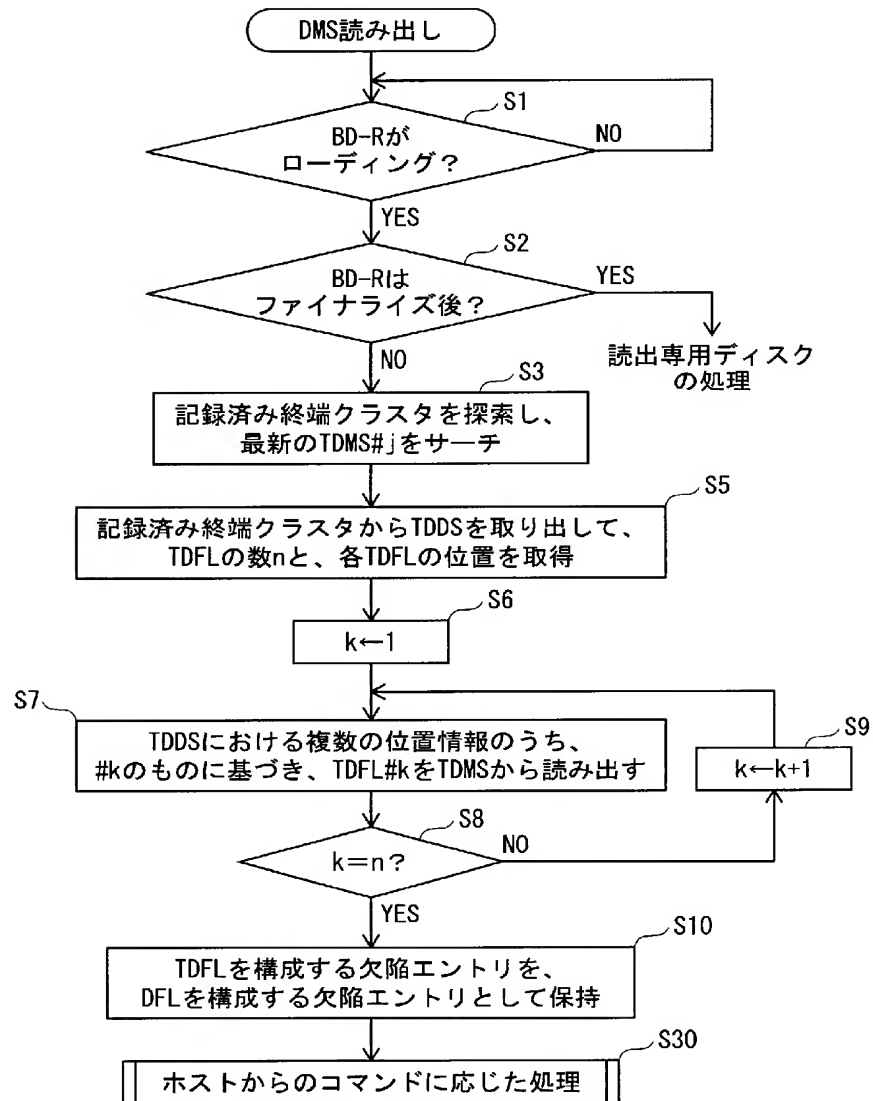 DMS読み出し
S1
BD-Rが
ローディング?
NO
YES
S2
BD-Rは
ファイナライズ後?
YES
NO
読出専用ディスク
の処理
S3
記録済み終端クラスタを探索し、
最新のTDMS#jをサーチ
S5
記録済み終端クラスタからTDDSを取り出して、
TDFLの数nと、各TDFLの位置を取得
S6
k←1
S7
TDDSにおける複数の位置情報のうち、
#kのものに基づき、TDFL#kをTDMSから読み出す
S9
k←k+1
S8
k=n?
NO
YES
S10
TDFLを構成する欠陥エントリを、
DFLを構成する欠陥エントリとして保持
S30
ホストからのコマンドに応じた処理